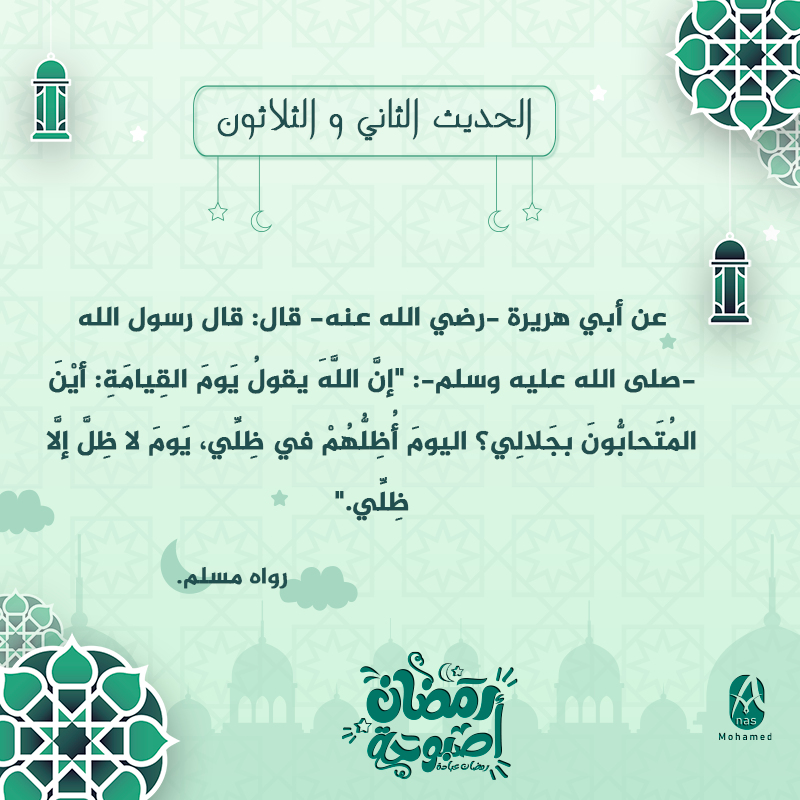 الحديث الثاني و الثلاثون
عن أبي هريرة -رضي الله عنه- قال: قال رسول الله
-صلى الله عليه وسلم-: "إنَّ اللَّهَ يقولُ يَومَ القِيامَةِ: أيْنَ
المُتَحابُّونَ بجَلالِي؟ اليومَ أُظِلُّهُمْ في ظِلِّي، يَومَ لا ظِلَّ إلَّا
ظِلِّي."
رواه مسلم.
رمضان
أصبوحة
رمضان عبادة
nas
Mohamed